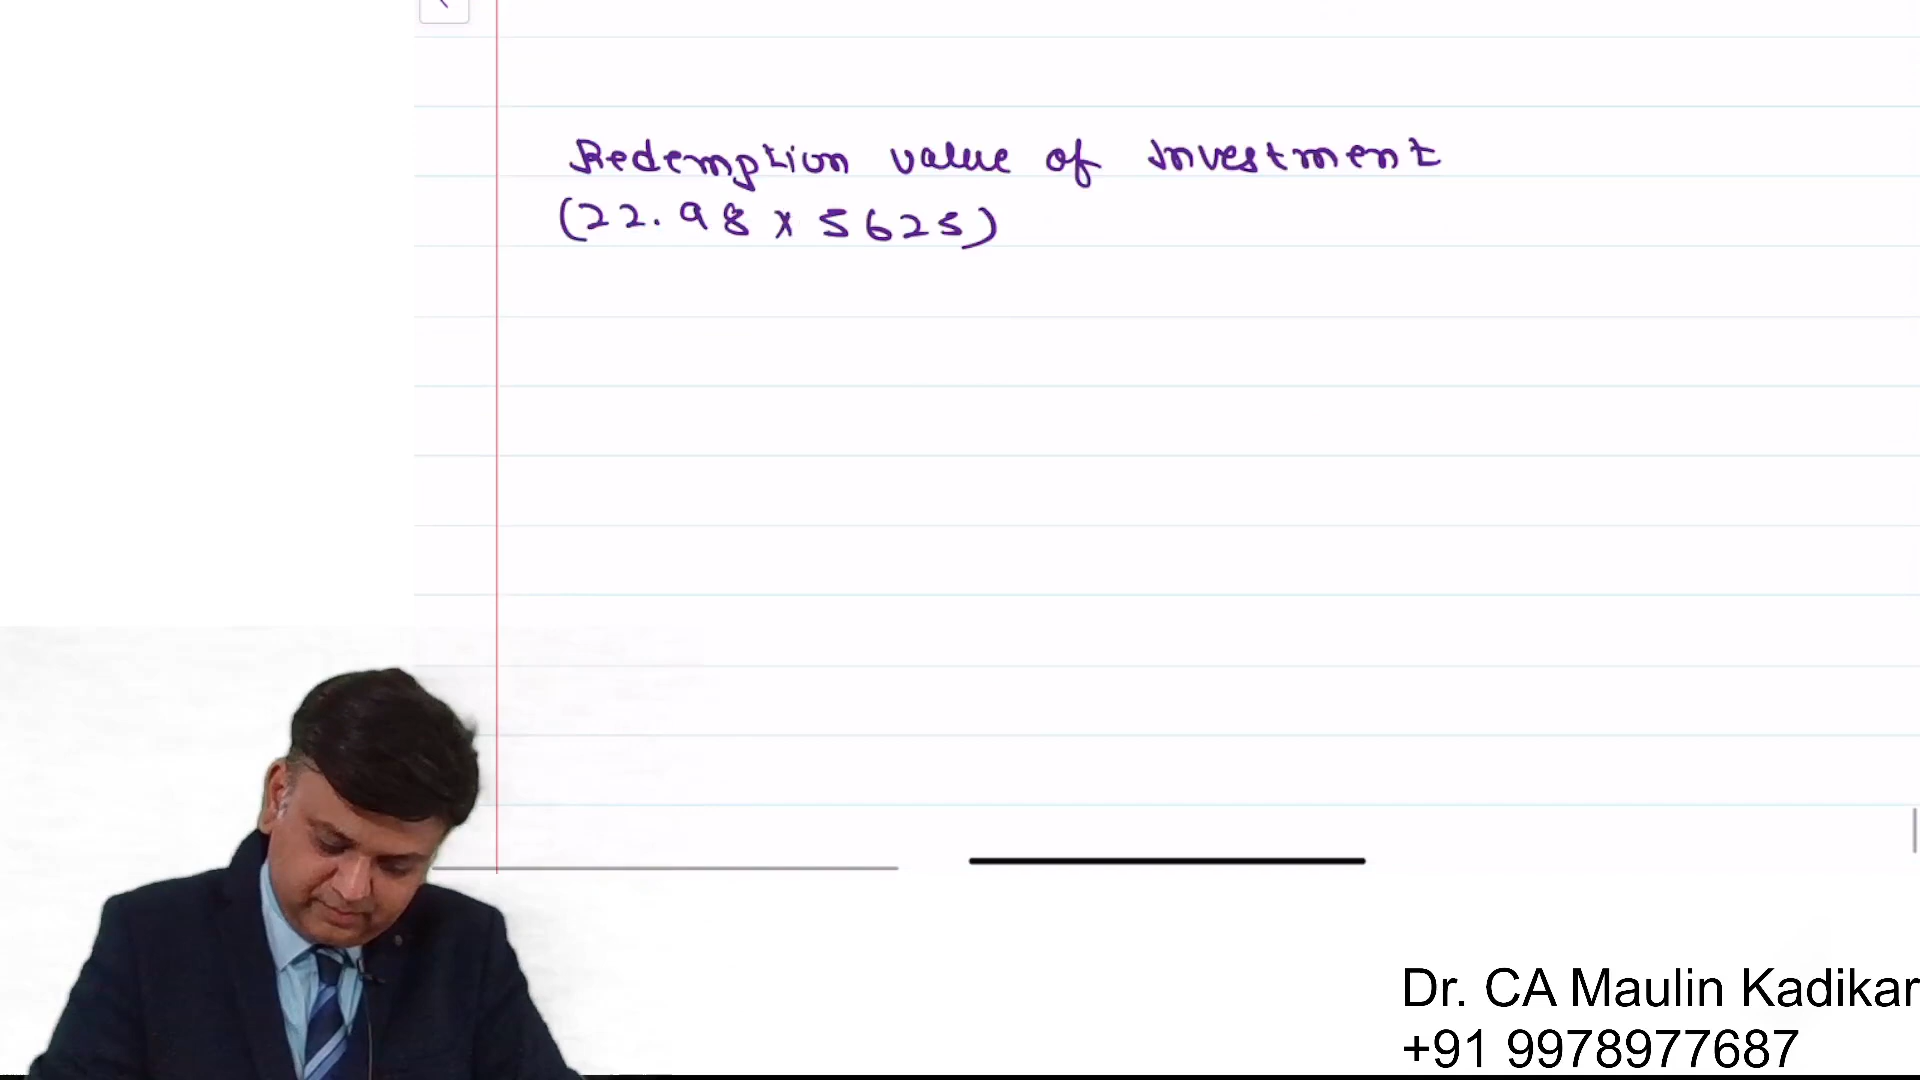 Redemption value of Investment
(22.98 x 5625)
Dr. CA Maulin Kadikar
+91 9978977687